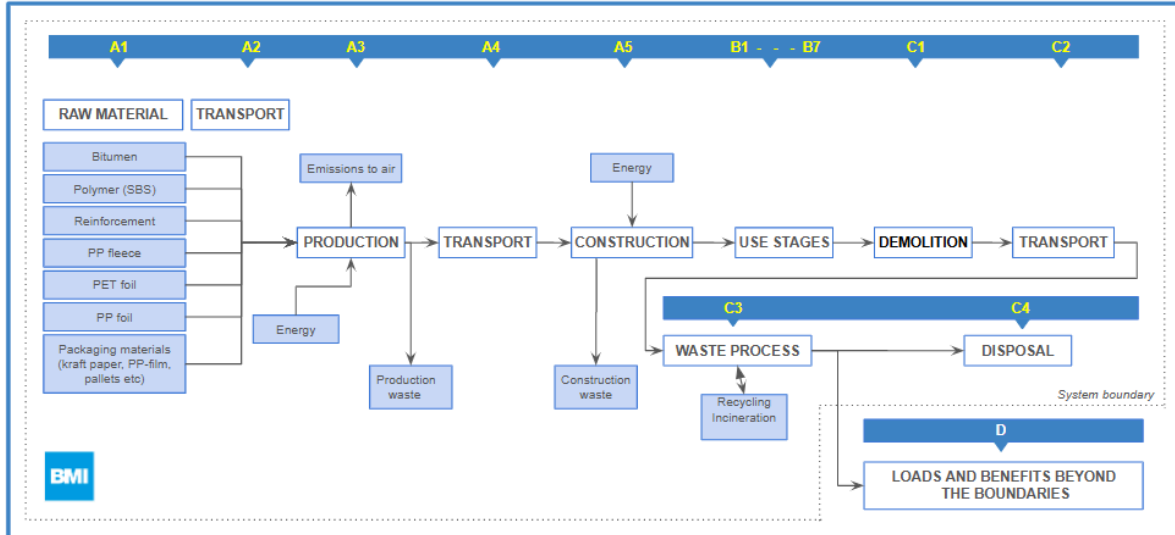 A1
A2
A3
A4
A5
B1 - - - B7
C1
C2
RAW MATERIAL
TRANSPORT
Bitumen
Polymer (SBS)
Reinforcement
PP fleece
PET foil
PP foil
Packaging materials
(kraft paper, PP-film,
pallets etc)
Emissions to air
PRODUCTION
Energy
Production
waste
TRANSPORT
Energy
CONSTRUCTION
Construction
waste
USE STAGES
DEMOLITION
TRANSPORT
C3
C4
WASTE PROCESS
DISPOSAL
Recycling
Incineration
System boundary
D
LOADS AND BENEFITS BEYOND
THE BOUNDARIES
BMI